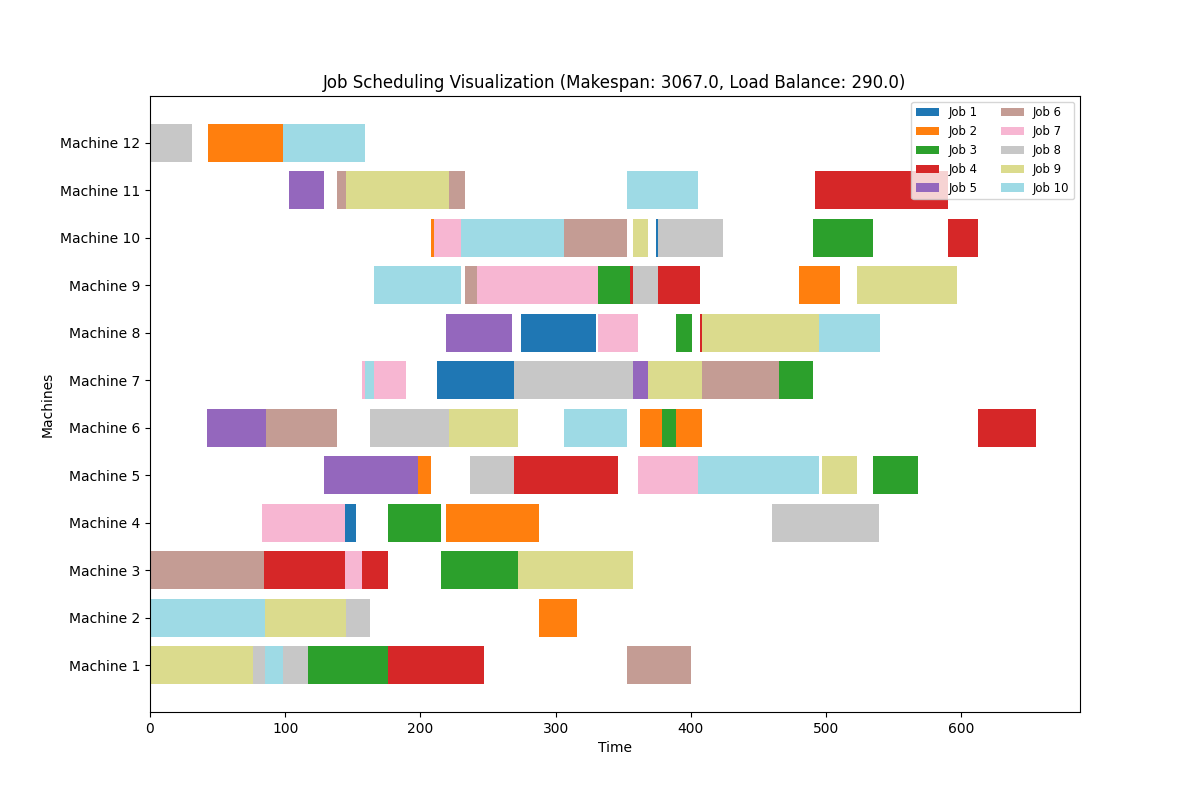 Job Scheduling Visualization (Makespan: 3067.0, Load Balance: 290.0)
Job 1
Job 2
Job 3
Job 4
Job 5
Job 6
Job 7
Job 8
Job 9
Job 10
Machine 12
Machine 11
Machine 10
Machine 9
Machine 8
Machine 7
Machine 6
Machine 5
Machine 4
Machine 3
Machine 2
Machine 1
Machines
0 100 200 300 400 500 600
Time